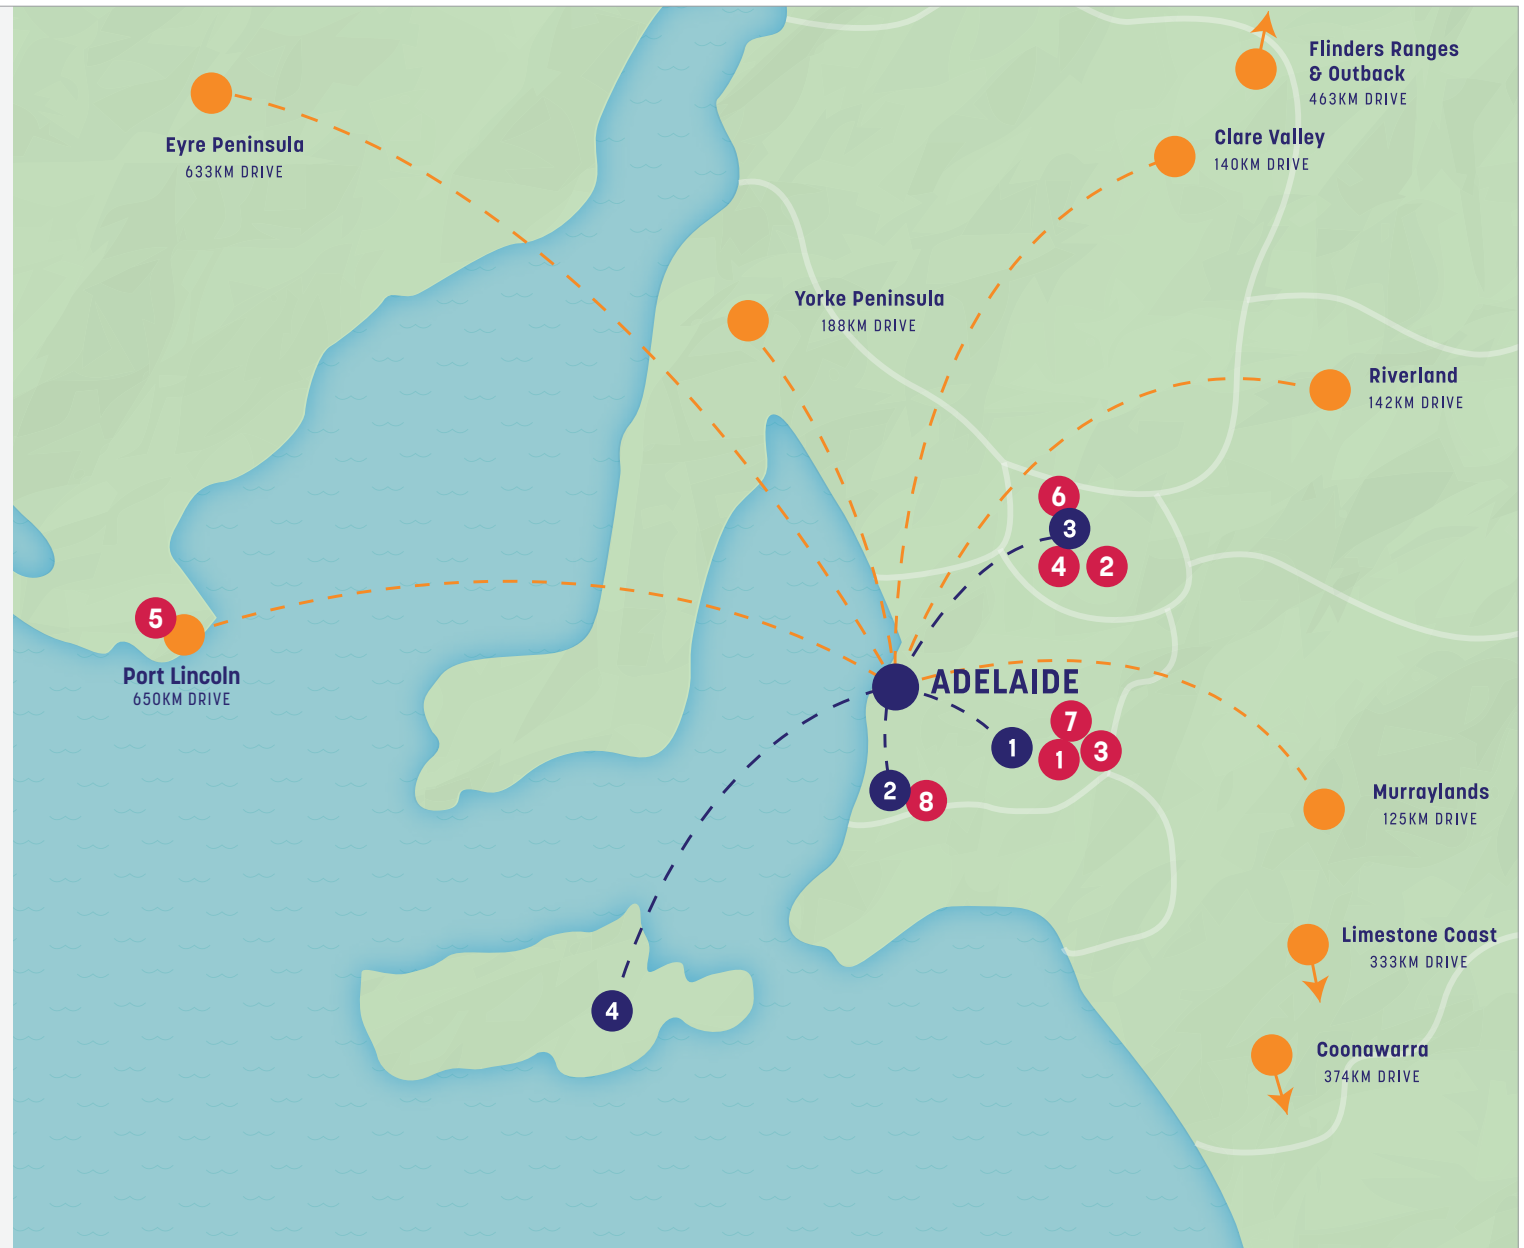 Flinders Ranges
& Outback
463KM DRIVE
Eyre Peninsula
633KM DRIVE
Clare Valley
140KM DRIVE
Yorke Peninsula
188KM DRIVE
Riverland
142KM DRIVE
6
3
4
2
5
Port Lincoln
650KM DRIVE
ADELAIDE
7
1
1
3
2
8
Murraylands
125KM DRIVE
Limestone Coast
333KM DRIVE
4
Coonawarra
374KM DRIVE